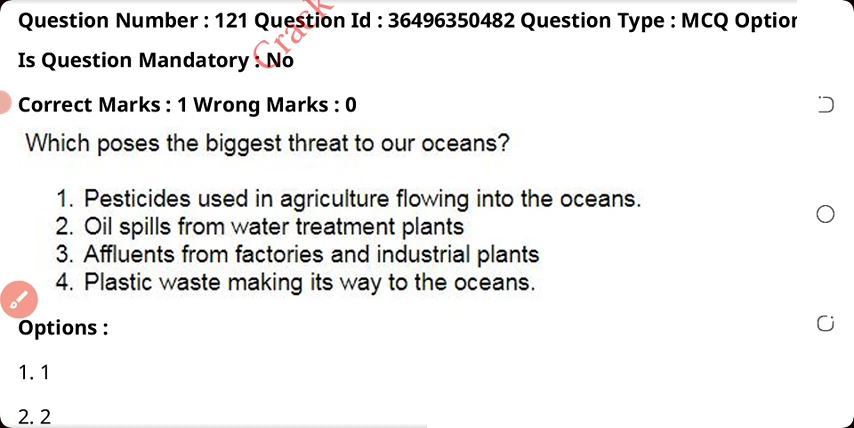 Question Number : 121 Question Id : 36496350482 Question Type : MCQ Option
Is Question Mandatory : No
Correct Marks : 1 Wrong Marks : 0
Which poses the biggest threat to our oceans?
1. Pesticides used in agriculture flowing into the oceans.
2. Oil spills from water treatment plants
3. Affluents from factories and industrial plants
4. Plastic waste making its way to the oceans.
Options :
1. 1
2. 2
Crack